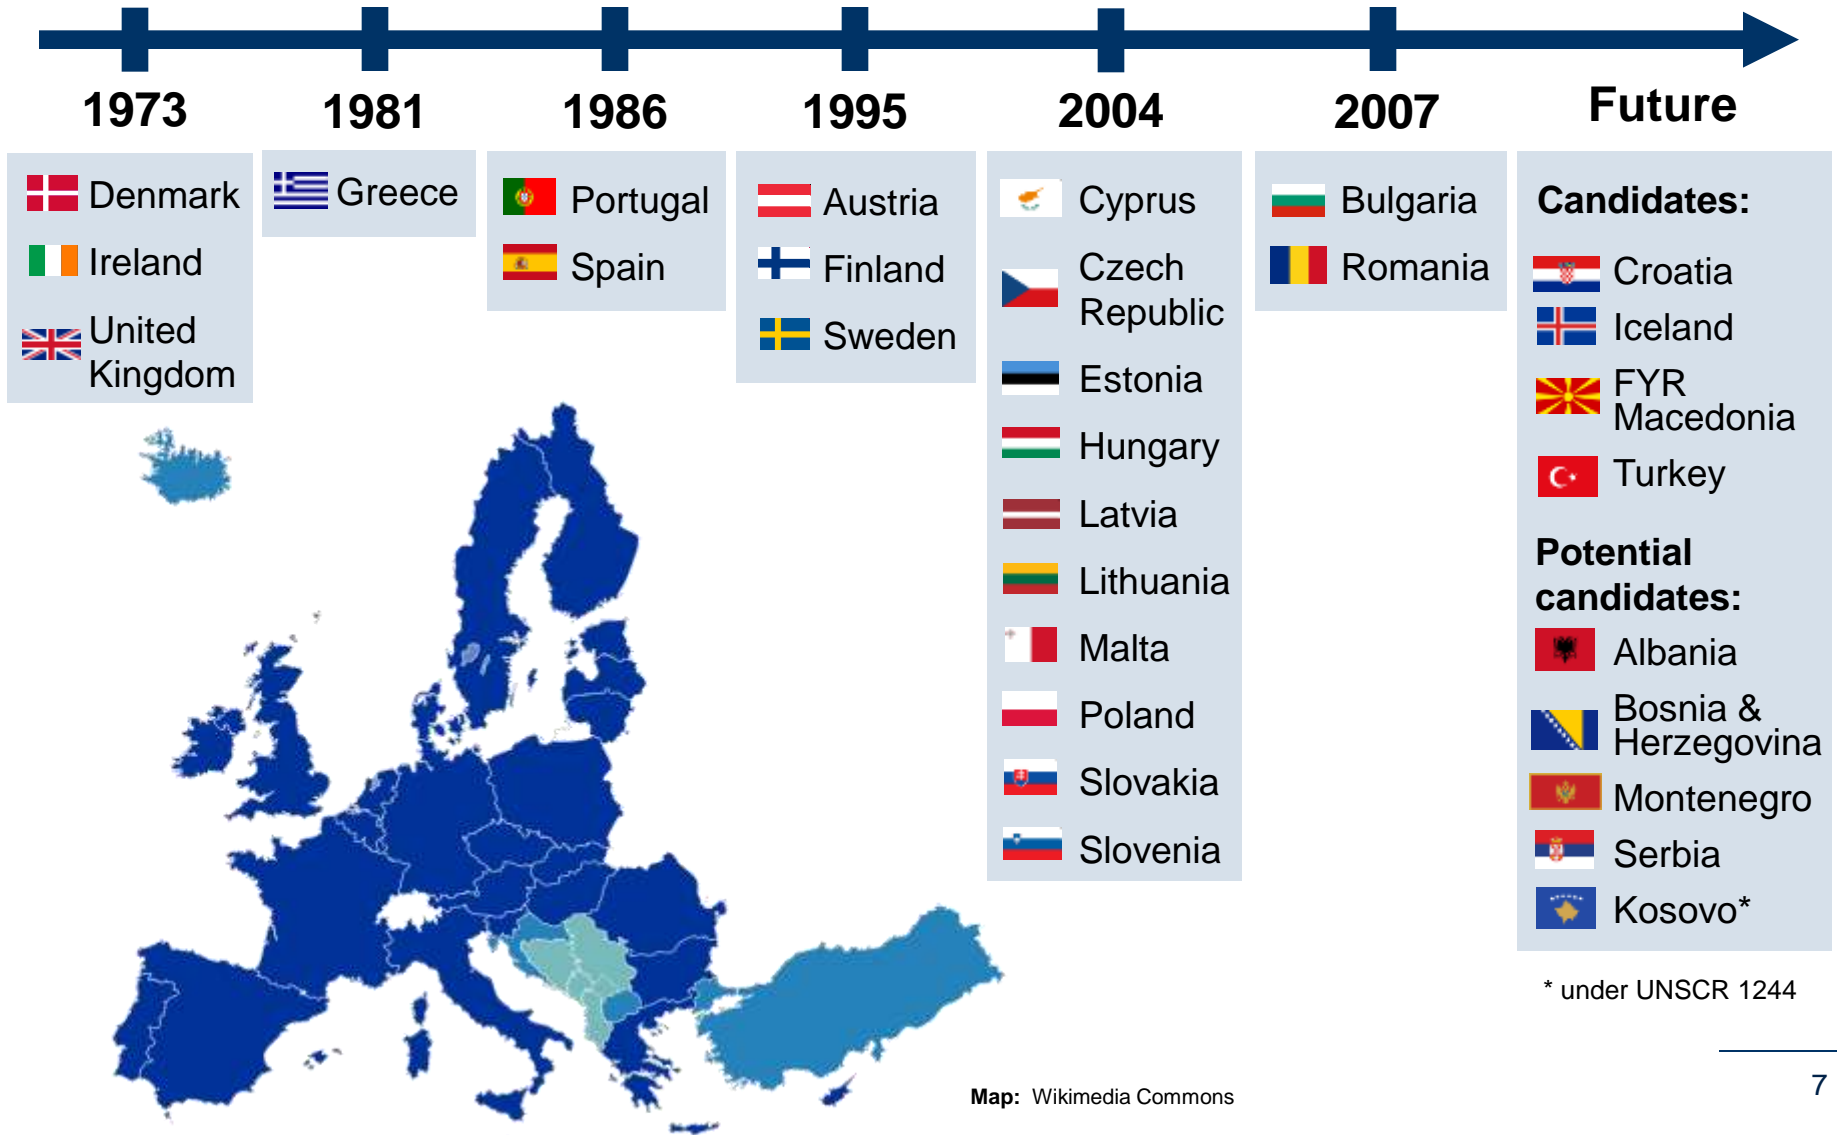 1973
1981
1986
1995
2004
2007
Future
Denmark
Ireland
United
Kingdom
Greece
Portugal
Spain
Austria
Finland
Sweden
Cyprus
Czech
Republic
Estonia
Hungary
Latvia
Lithuania
Malta
Poland
Slovakia
Slovenia
Bulgaria
Romania
Candidates:
Croatia
Iceland
FYR
Macedonia
Turkey
Potential
candidates:
Albania
Bosnia &
Herzegovina
Montenegro
Serbia
Kosovo*
* under UNSCR 1244
Map: Wikimedia Commons
7